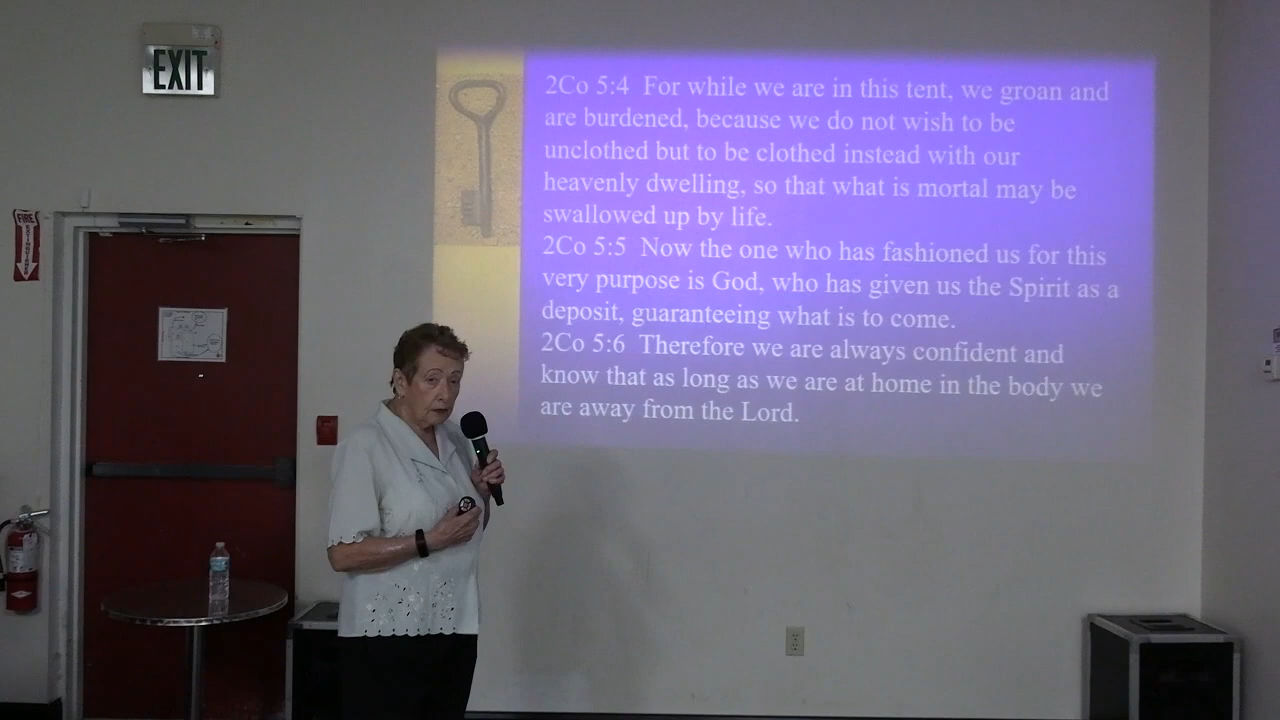 EXIT
2Co 5:4 For while we are in this tent, we groan and
are burdened, because we do not wish to be
unclothed but to be clothed instead with our
heavenly dwelling, so that what is mortal may be
swallowed up by life.
2Co 5:5 Now the one who has fashioned us for this
very purpose is God, who has given us the Spirit as a
deposit, guaranteeing what is to come.
2Co 5:6 Therefore we are always confident and
know that as long as we are at home in the body we
are away from the Lord.
FIRE
EXTINGUISHER